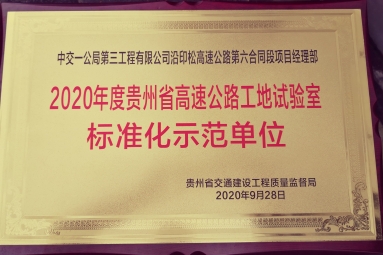 中交一公局第三工程有限公司沿印松高速公路第六合同段项目经理部
2020年度贵州省高速公路工地试验室
标准化示范单位
贵州省交通建设工程质量监督局
2020年9月28日